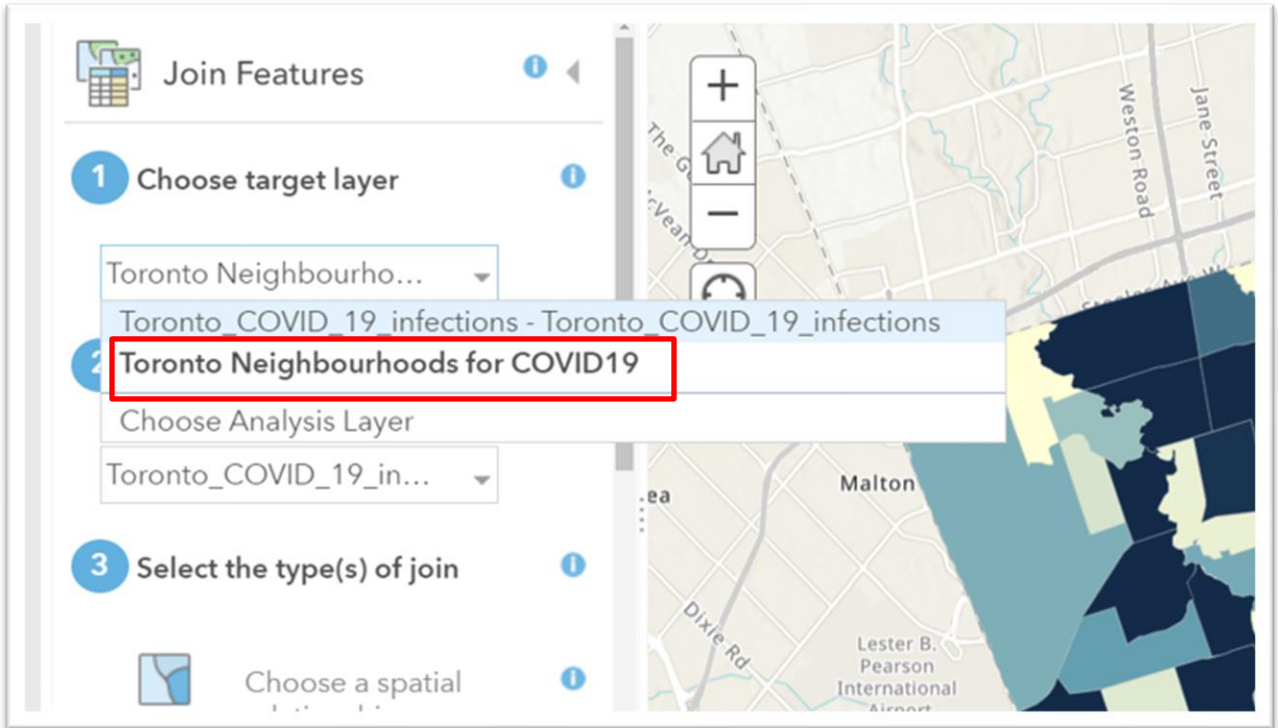 Join Features
1 Choose target layer
Toronto Neighbourho...
Toronto_COVID_19_infections - Toronto_COVID_19_infections
Toronto Neighbourhoods for COVID19
Choose Analysis Layer
Toronto_COVID_19_in...
3 Select the type(s) of join
Choose a spatial
Weston Road
Jane Street
Malton
Dixie Rd
Lester B.
Pearson
International
Airport